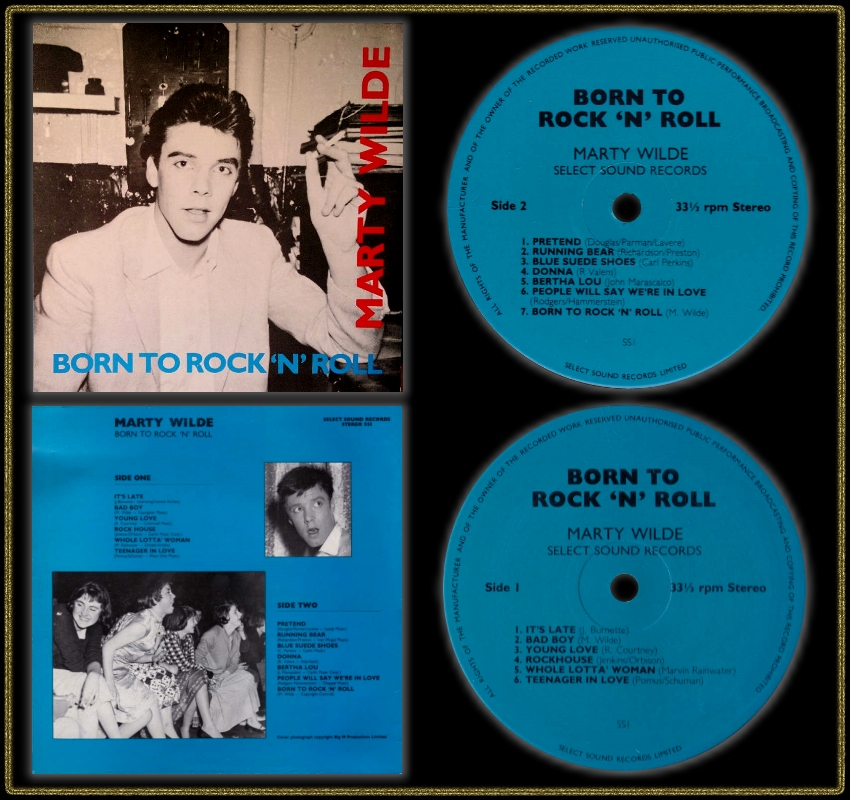 MARTY WILDE
BORN TO ROCK ‘N’ ROLL
ALL RIGHTS OF THE MANUFACTURER AND OF THE OWNER OF THE RECORDED WORK RESERVED UNAUTHORISED PUBLIC PERFORMANCE BROADCASTING AND COPYING OF THIS RECORD PROHIBITED.
BORN TO
ROCK ‘N’ ROLL
MARTY WILDE
SELECT SOUND RECORDS
Side 2
33⅓ rpm Stereo
1. PRETEND (Douglas/Parman/Lavere)
2. RUNNING BEAR (Richardson/Preston)
3. BLUE SUEDE SHOES (Carl Perkins)
4. DONNA (R Valens)
5. BERTHA LOU (John Marascalco)
6. PEOPLE WILL SAY WE'RE IN LOVE
(Rodgers/Hammerstein)
7. BORN TO ROCK ‘N’ ROLL (M. Wilde)
SS1
SELECT SOUND RECORDS LIMITED
MARTY WILDE
BORN TO ROCK ‘N’ ROLL
SELECT SOUND RECORDS
STEREO SS1
SIDE ONE
IT'S LATE
BAD BOY
YOUNG LOVE
ROCK HOUSE
WHOLE LOTTA' WOMAN
TEENAGER IN LOVE
SIDE TWO
PRETEND
RUNNING BEAR
BLUE SUEDE SHOES
DONNA
BERTHA LOU
PEOPLE WILL SAY WE'RE IN LOVE
BORN TO ROCK ‘N’ ROLL
Cover photograph copyright Big M Productions Limited
ALL RIGHTS OF THE MANUFACTURER AND OF THE OWNER OF THE RECORDED WORK RESERVED UNAUTHORISED PUBLIC PERFORMANCE BROADCASTING AND COPYING OF THIS RECORD PROHIBITED.
BORN TO
ROCK ‘N’ ROLL
MARTY WILDE
SELECT SOUND RECORDS
Side 1
33⅓ rpm Stereo
1. IT'S LATE (J. Burnette)
2. BAD BOY (M. Wilde)
3. YOUNG LOVE (R. Courtney)
4. ROCKHOUSE (Jenkins/Orbison)
5. WHOLE LOTTA' WOMAN (Marvin Rainwater)
6. TEENAGER IN LOVE (Pomus/Schuman)
SS1
SELECT SOUND RECORDS LIMITED